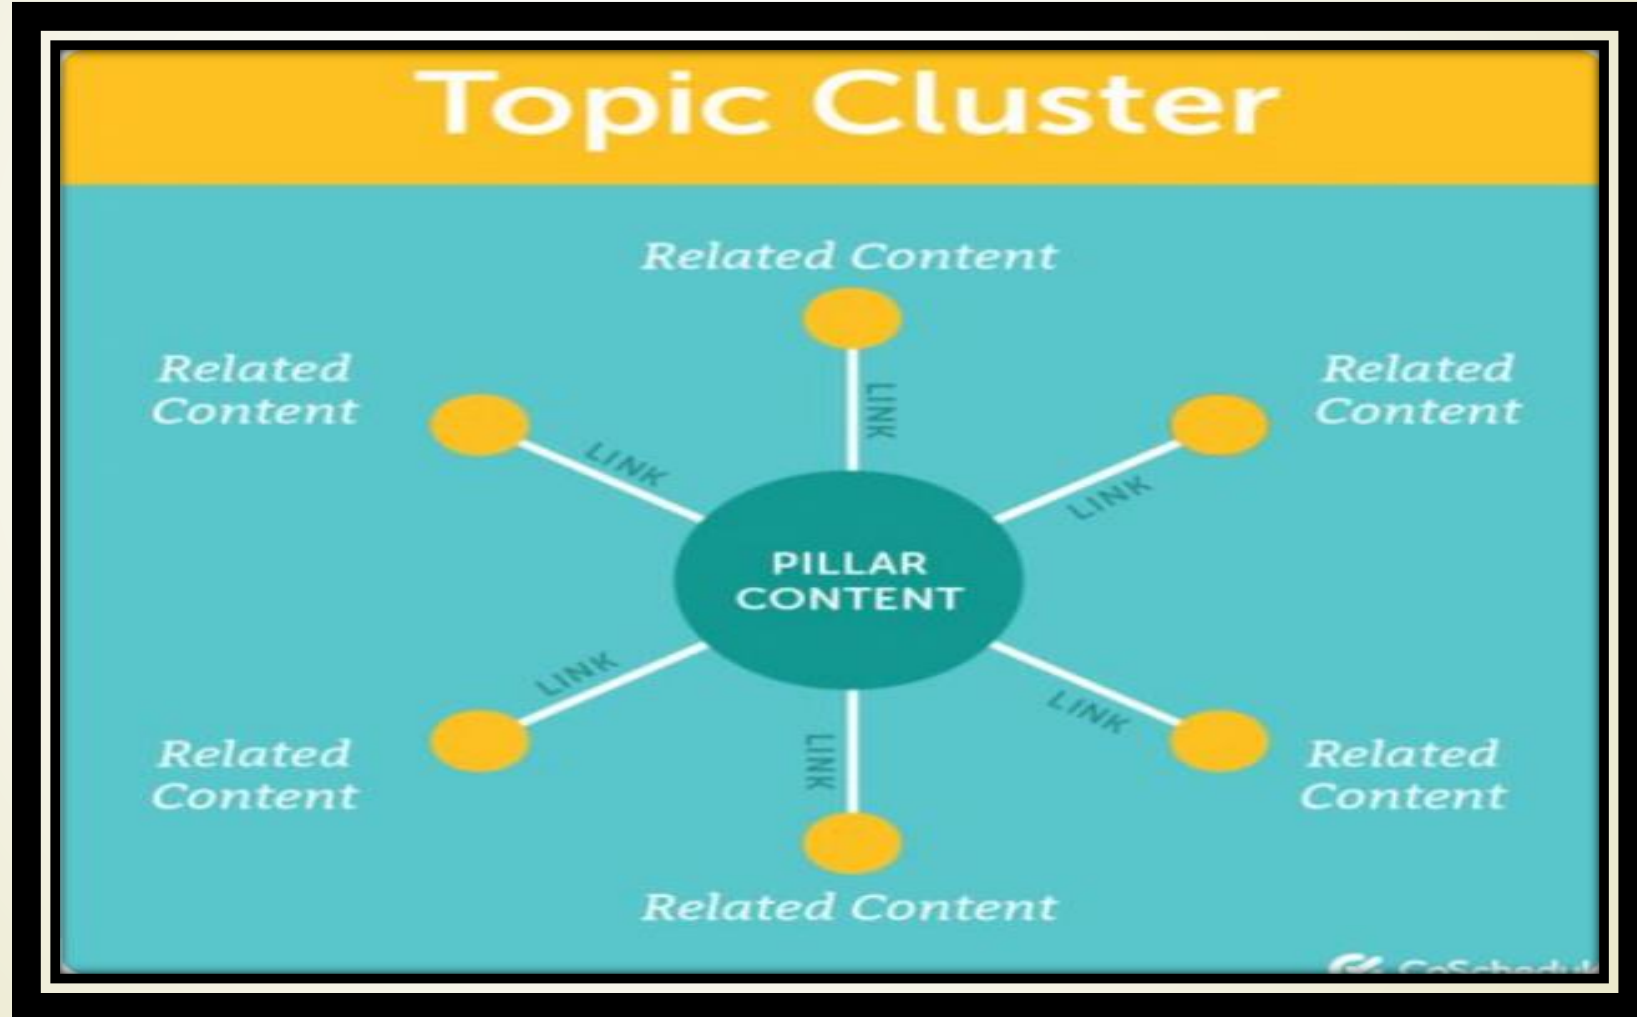 Topic Cluster
Related Content
Related
Content
Related
Content
LINK
LINK
LINK
PILLAR
CONTENT
LINK
LINK
LINK
Related
Content
Related
Content
Related Content